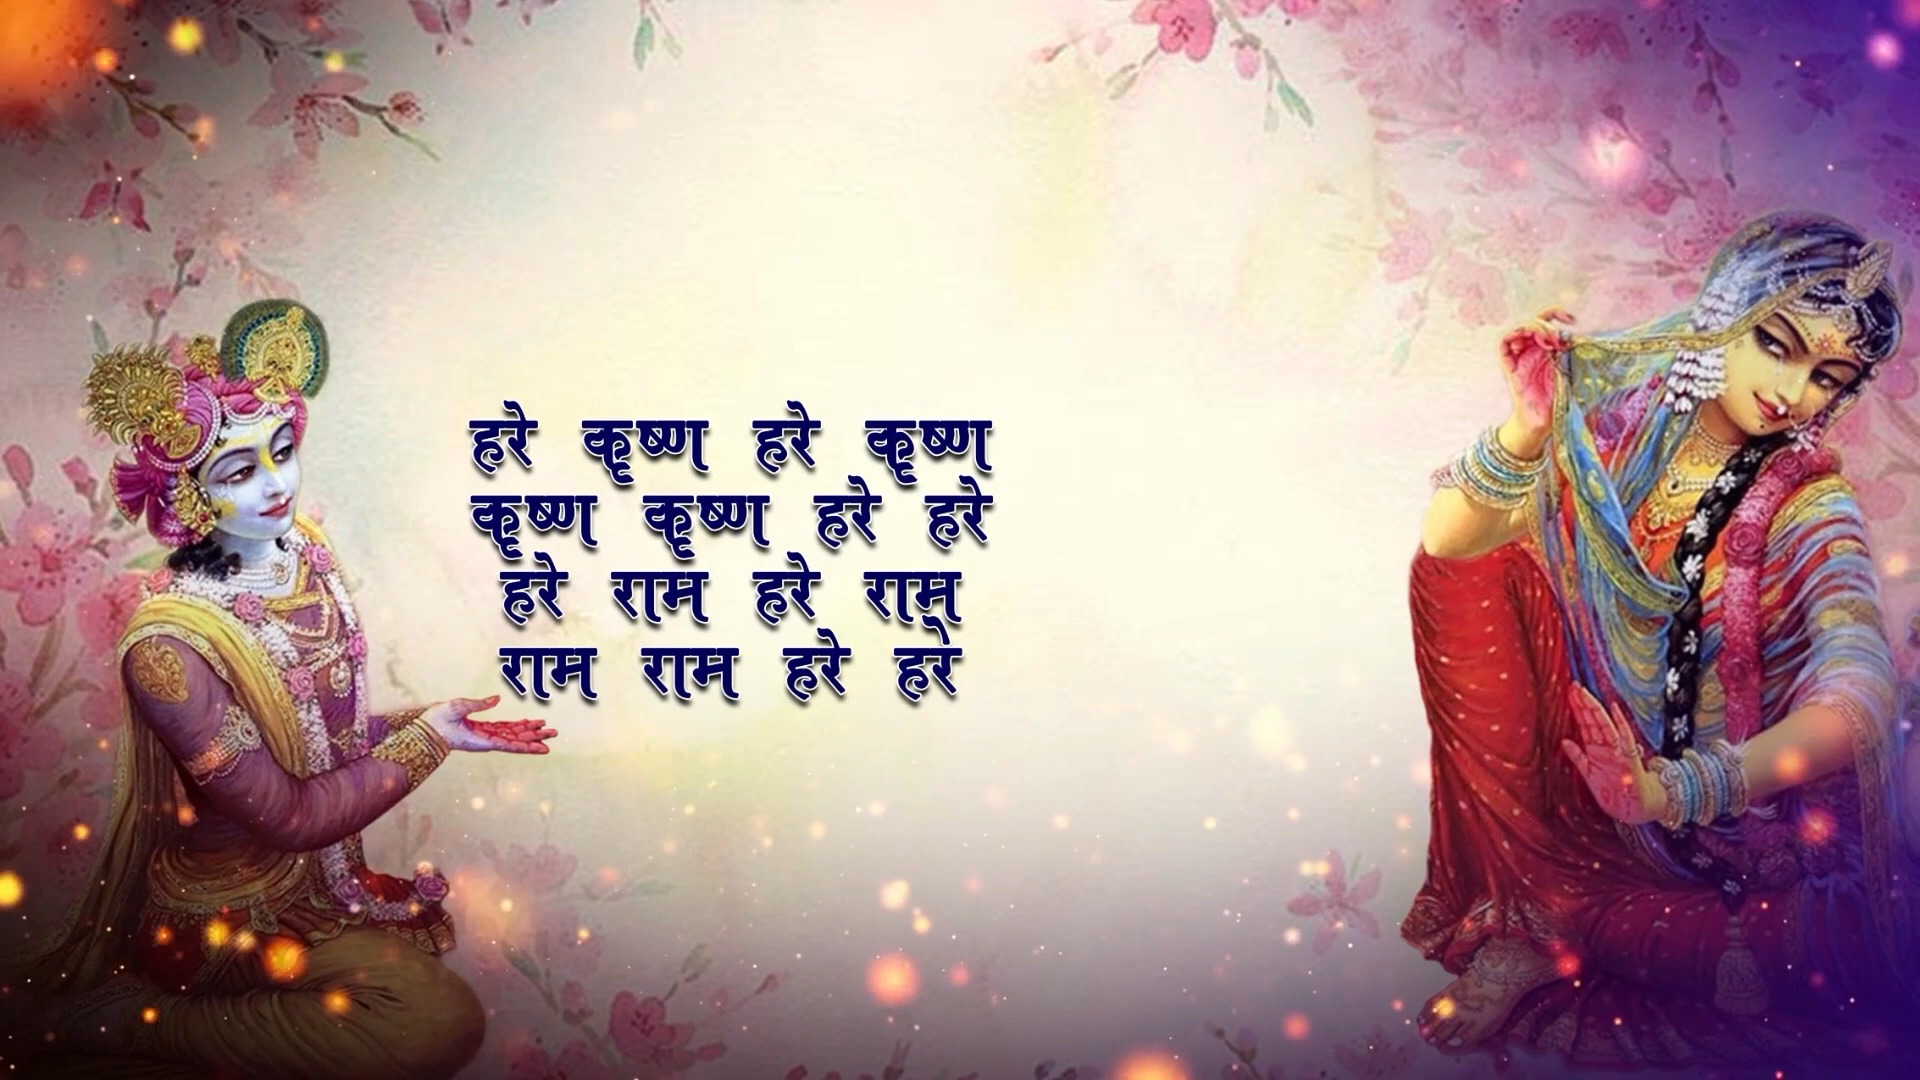 हरे कृष्ण हरे कृष्ण
कृष्ण कृष्ण हरे हरे
हरे राम हरे राम
राम राम हरे हरे